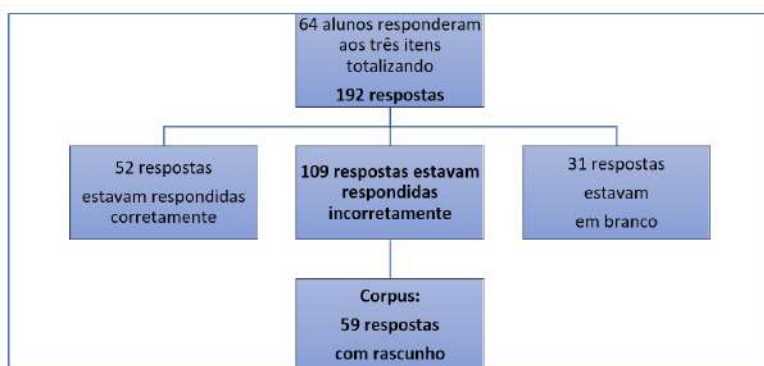 64 alunos responderam
aos três itens
totalizando
192 respostas
52 respostas
estavam respondidas
corretamente
109 respostas estavam
respondidas
incorretamente
31 respostas
estavam
em branco
Corpus:
59 respostas
com rascunho